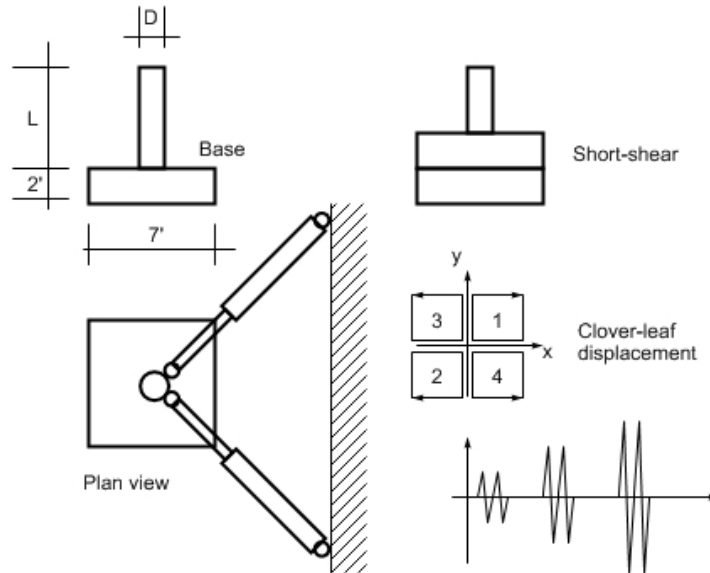 D
L
Base
Short-shear
2'
7'
y
3
1
x
Clover-leaf
displacement
2
4
Plan view